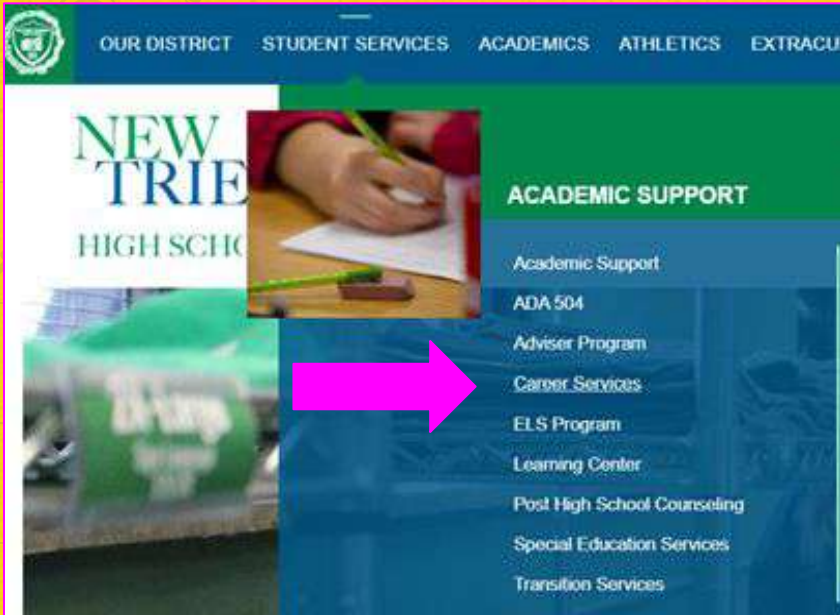 OUR DISTRICT STUDENT SERVICES ACADEMICS ATHLETICS EXTRACU
NEW
TRIE
HIGH SCHO
ACADEMIC SUPPORT
Academic Support
ADA 504
Adviser Program
Career Services
ELS Program
Learning Center
Post High School Counseling
Special Education Services
Transition Services